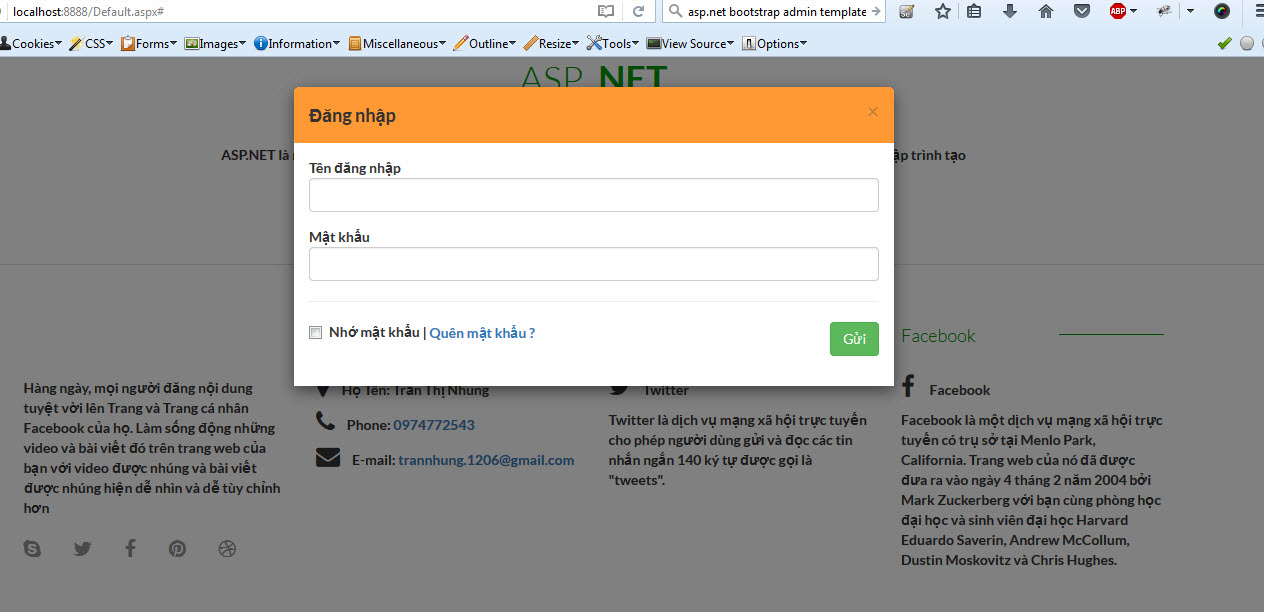 localhost:8888/Default.aspx#
asp.net bootstrap admin template
ABP
Cookies CSS Forms Images Information Miscellaneous Outline Resize Tools View Source Options
ASP .NET
Đăng nhập ×
ASP.NET là
ập trình tạo
Tên đăng nhập
Mật khẩu
Nhớ mật khẩu | Quên mật khẩu ?
Gửi
Hàng ngày, mọi người đăng nội dung
tuyệt vời lên Trang và Trang cá nhân
Facebook của họ. Làm sống động những
video và bài viết đó trên trang web của
bạn với video được nhúng và bài viết
được nhúng hiện dễ nhìn và dễ tùy chỉnh
hơn
Họ Tên: Trần Thị Nhung
Phone: 0974772543
E-mail: trannhung.1206@gmail.com
Twitter
Twitter là dịch vụ mạng xã hội trực tuyến
cho phép người dùng gửi và đọc các tin
nhắn ngắn 140 ký tự được gọi là
"tweets".
Facebook
Facebook
Facebook là một dịch vụ mạng xã hội trực
tuyến có trụ sở tại Menlo Park,
California. Trang web của nó đã được
đưa ra vào ngày 4 tháng 2 năm 2004 bởi
Mark Zuckerberg với bạn cùng phòng học
đại học và sinh viên đại học Harvard
Eduardo Saverin, Andrew McCollum,
Dustin Moskovitz và Chris Hughes.